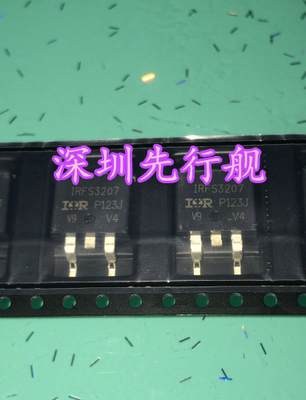 深圳先行舰
IRFS3207
IOR P123J
V9 V4
IRFS3207
IOR P123J
V9 V4